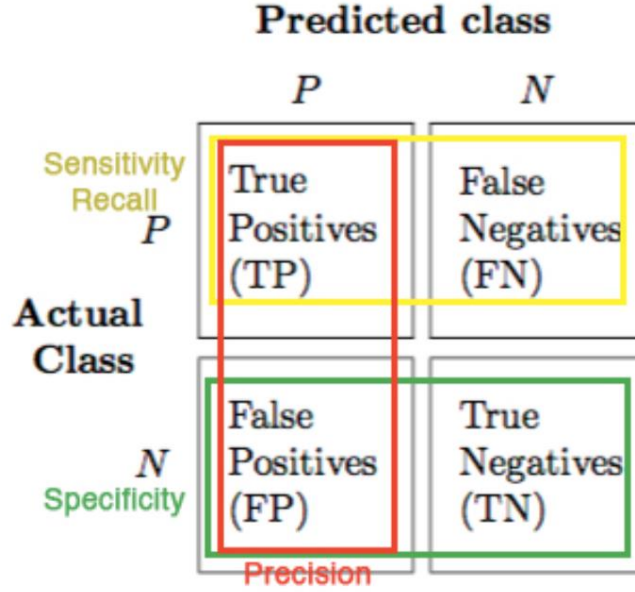 Predicted class
P N
Sensitivity
Recall
P
True
Positives
(TP)
False
Negatives
(FN)
Actual
Class
N
Specificity
False
Positives
(FP)
True
Negatives
(TN)
Precision